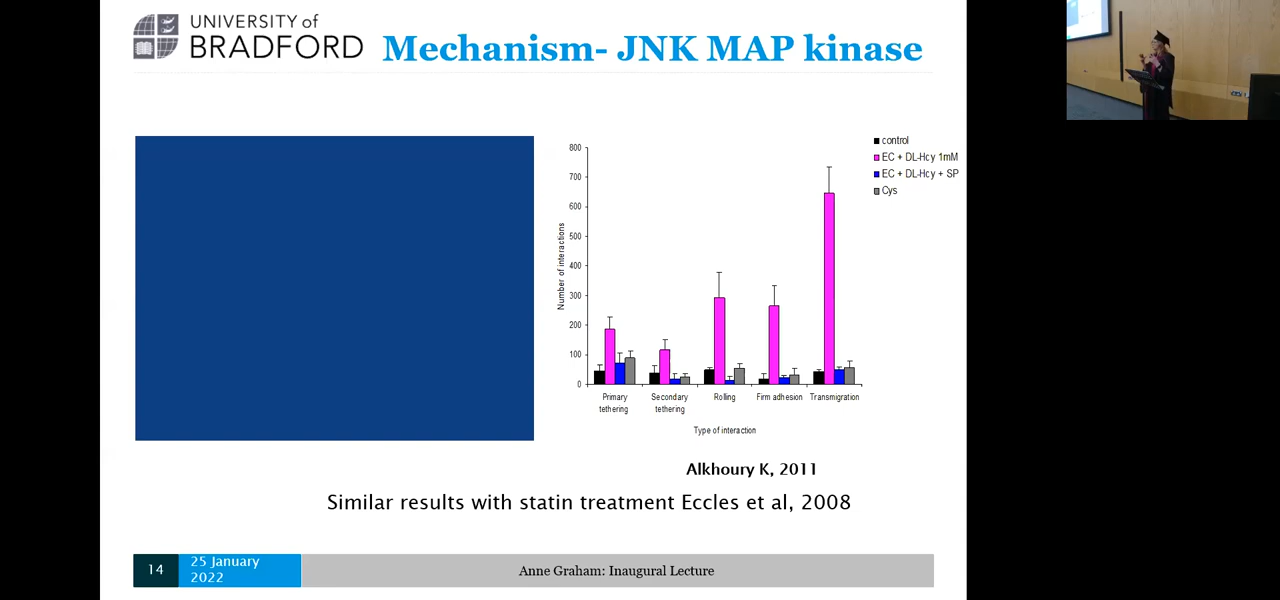 UNIVERSITY of
BRADFORD
Mechanism- JNK MAP kinase
control
EC + DL-Hcy 1mM
EC + DL-Hcy + SP
Cys
800
700
600
500
400
300
200
100
0
Number of interactions
Primary tethering
Secondary tethering
Rolling
Firm adhesion
Transmigration
Type of interaction
Alkhoury K, 2011
Similar results with statin treatment Eccles et al, 2008
14
25 January
2022
Anne Graham: Inaugural Lecture